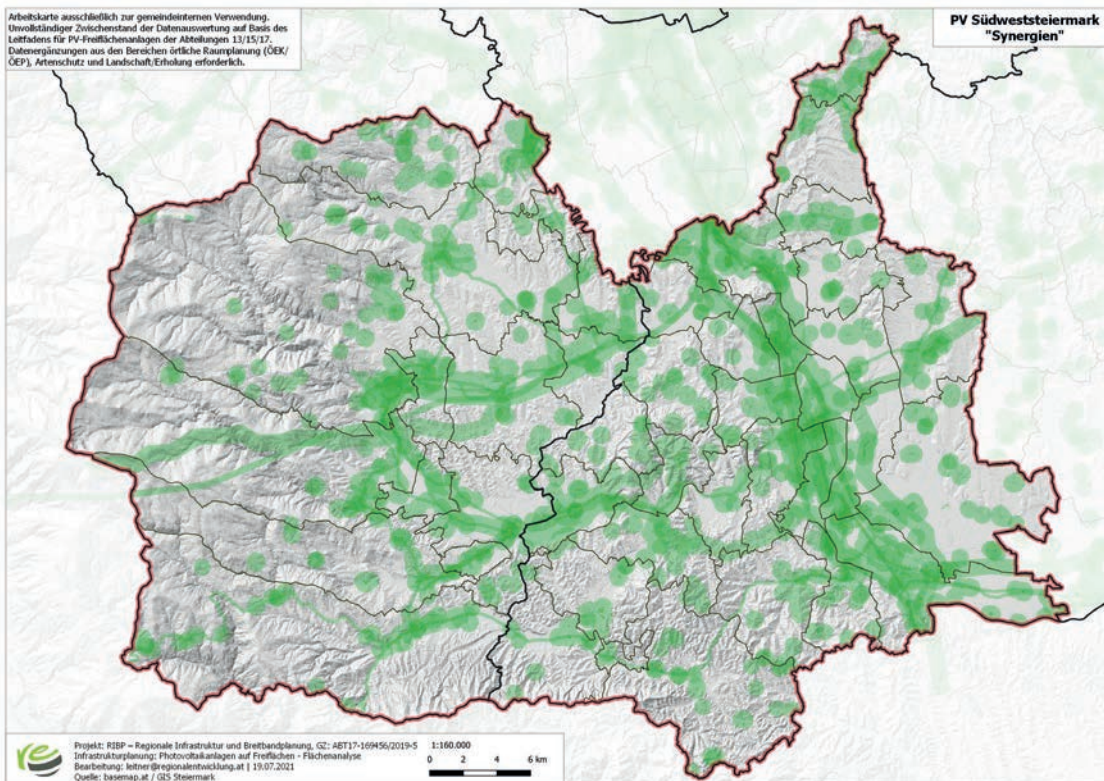 Arbeitskarte ausschließlich zur gemeindeinternen Verwendung.
Unvollständiger Zwischenstand der Datenauswertung auf Basis des
Leitfadens für PV-Freiflächenanlagen der Abteilungen 13/15/17.
Datenergänzungen aus den Bereichen örtliche Raumplanung (ÖEK/
ÖEP), Artenschutz und Landschaft/Erholung erforderlich.
PV Südweststeiermark
"Synergien"
re
Projekt: RIBP – Regionale Infrastruktur und Breitbandplanung, GZ: ABT17-169456/2019-5
Infrastrukturplanung: Photovoltaikanlagen auf Freiflächen - Flächenanalyse
Bearbeitung: leitner@regionalentwicklung.at | 19.07.2021
Quelle: basemap.at / GIS Steiermark
1:160.000
0 2 4 6 km